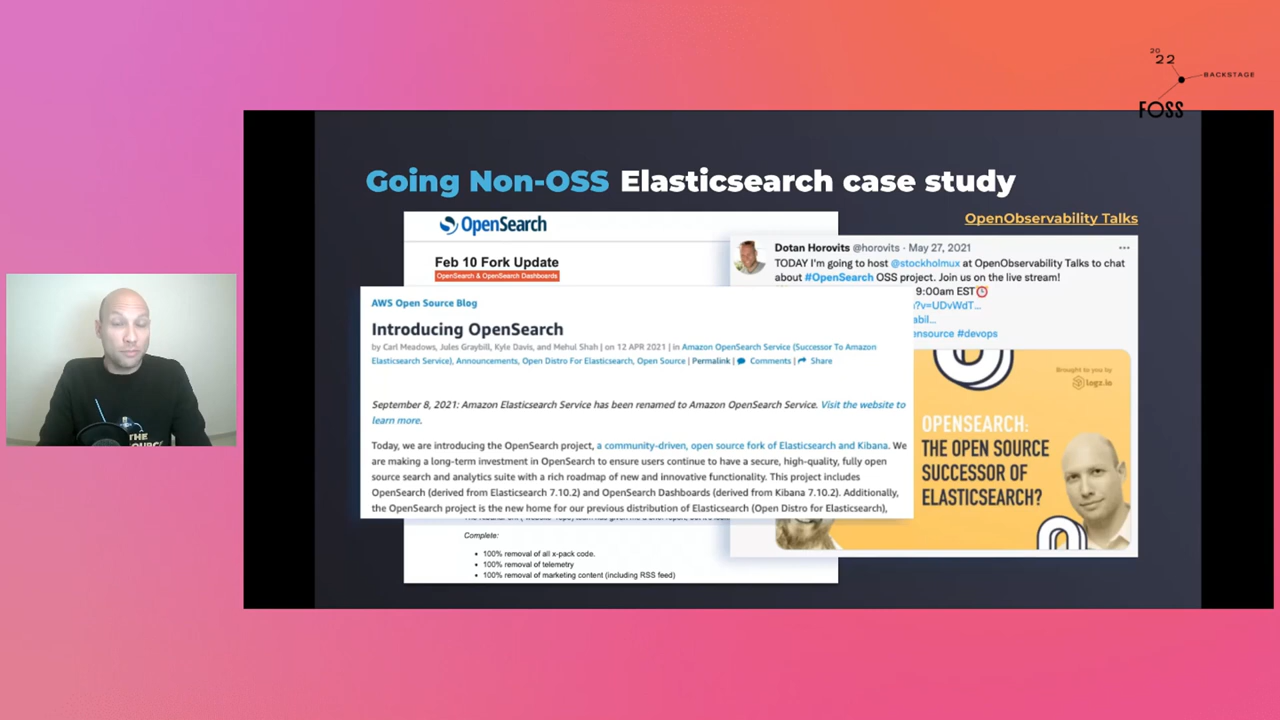 20
22
BACKSTAGE
FOSS
Going Non-OSS Elasticsearch case study
OpenObservability Talks
OpenSearch
Feb 10 Fork Update
OpenSearch & OpenSearch Dashboards
Dotan Horovits @horovits · May 27, 2021
TODAY I'm going to host @stockholmux at OpenObservability Talks to chat
about #OpenSearch OSS project. Join us on the live stream!
9:00am EST⏰
?v=UDvWdT...
abil...
ensource #devops
AWS Open Source Blog
Introducing OpenSearch
by Carl Meadows, Jules Graybill, Kyle Davis, and Mehul Shah | on 12 APR 2021 | in Amazon OpenSearch Service (Successor To Amazon
Elasticsearch Service), Announcements, Open Distro For Elasticsearch, Open Source | Permalink | Comments | Share
September 8, 2021: Amazon Elasticsearch Service has been renamed to Amazon OpenSearch Service. Visit the website to
learn more.
Today, we are introducing the OpenSearch project, a community-driven, open source fork of Elasticsearch and Kibana. We
are making a long-term investment in OpenSearch to ensure users continue to have a secure, high-quality, fully open
source search and analytics suite with a rich roadmap of new and innovative functionality. This project includes
OpenSearch (derived from Elasticsearch 7.10.2) and OpenSearch Dashboards (derived from Kibana 7.10.2). Additionally,
the OpenSearch project is the new home for our previous distribution of Elasticsearch (Open Distro for Elasticsearch),
Brought to you by
logz.io
OPENSEARCH:
THE OPEN SOURCE
SUCCESSOR OF
ELASTICSEARCH?
Complete:
• 100% removal of all x-pack code.
• 100% removal of telemetry
• 100% removal of marketing content (including RSS feed)
THE